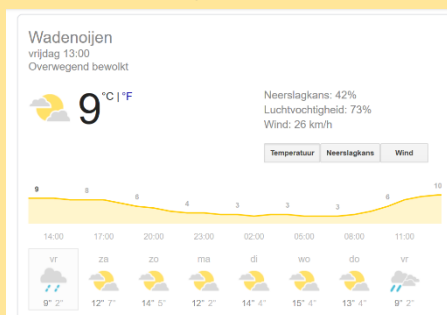 Wadenoijen
vrijdag 13:00
Overwegend bewolkt
9 °C | °F
Neerslagkans: 42%
Luchtvochtigheid: 73%
Wind: 26 km/h
Temperatuur Neerslagkans Wind
9 8 6 4 3 3 3 8 10
14:00 17:00 20:00 23:00 02:00 05:00 08:00 11:00
vr za zo ma di wo do vr
9° 2° 12° 7° 14° 5° 12° 2° 14° 4° 15° 4° 13° 4° 9° 2°